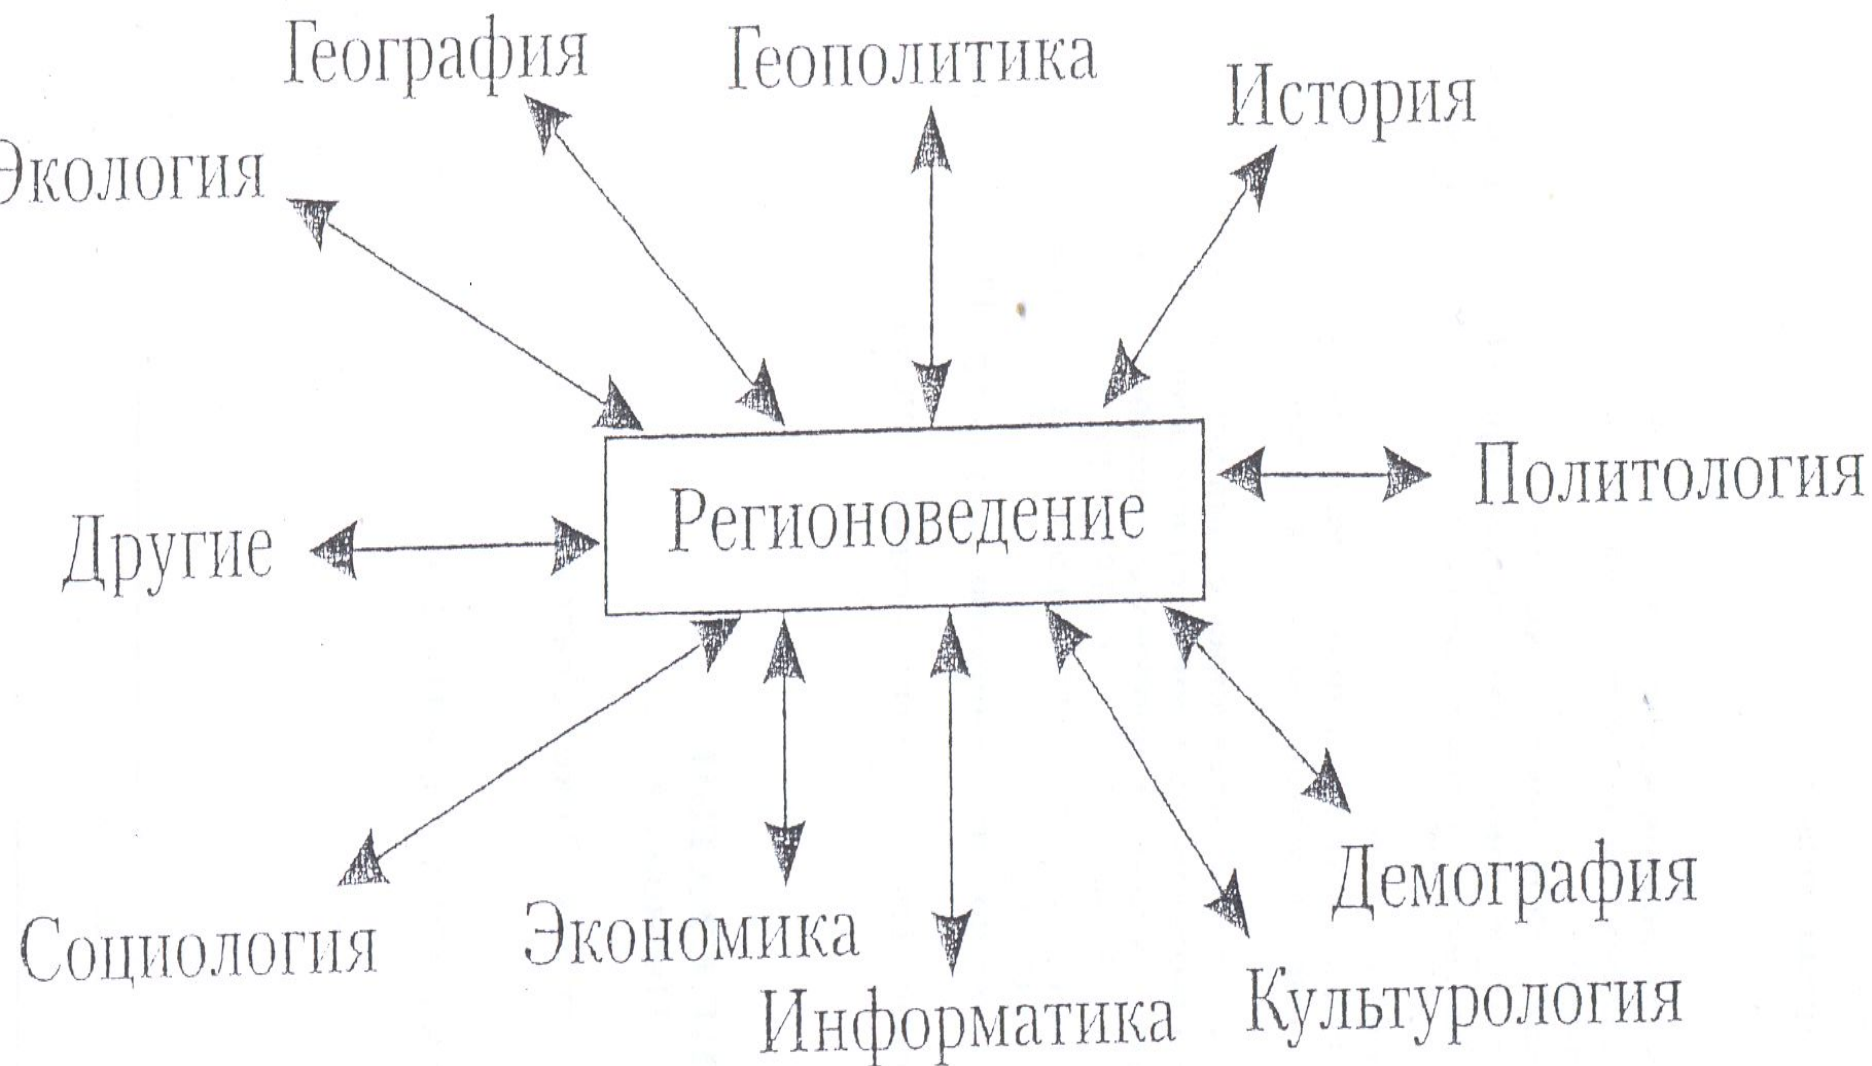 География
Геополитика
История
Экология
Политология
Регионоведение
Другие
Демография
Социология
Экономика
Культурология
Информатика